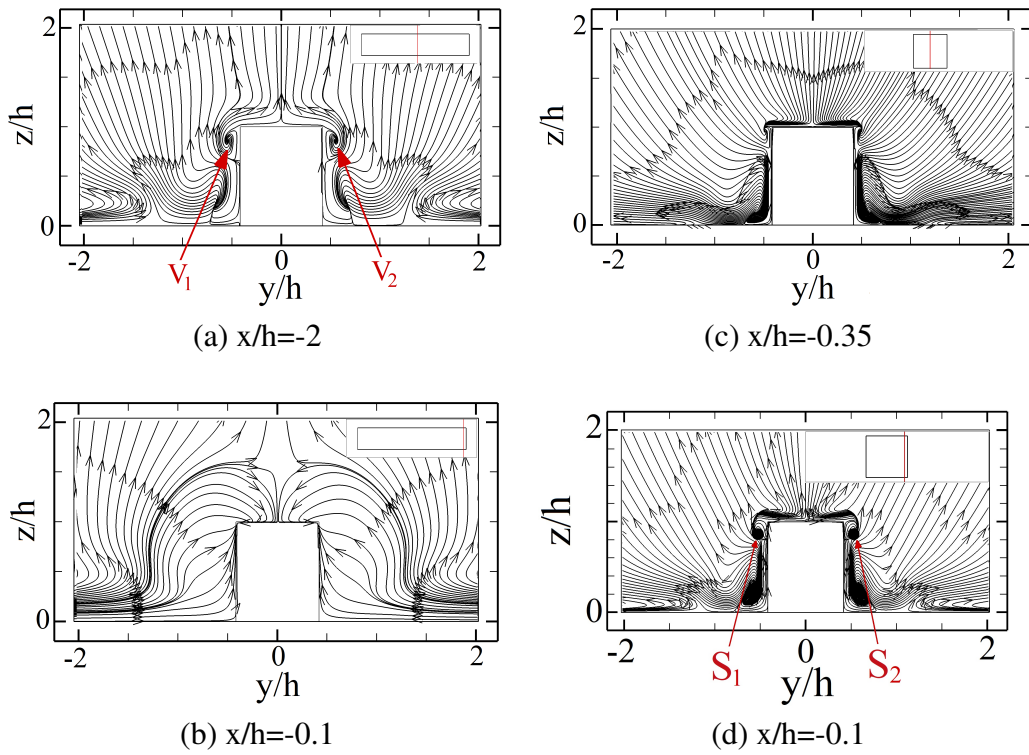 2
z/h
0
-2
0
2
V1
V2
y/h
(a) x/h=-2
2
z/h
0
-2
0
2
y/h
(c) x/h=-0.35
2
z/h
0
-2
0
2
y/h
(b) x/h=-0.1
2
z/h
0
-2
0
2
S1
S2
y/h
(d) x/h=-0.1